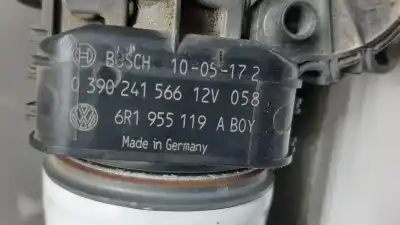 BOSCH 10-05-17 2
0 390 241 566 12V 058
6R1 955 119 A BOY
Made in Germany